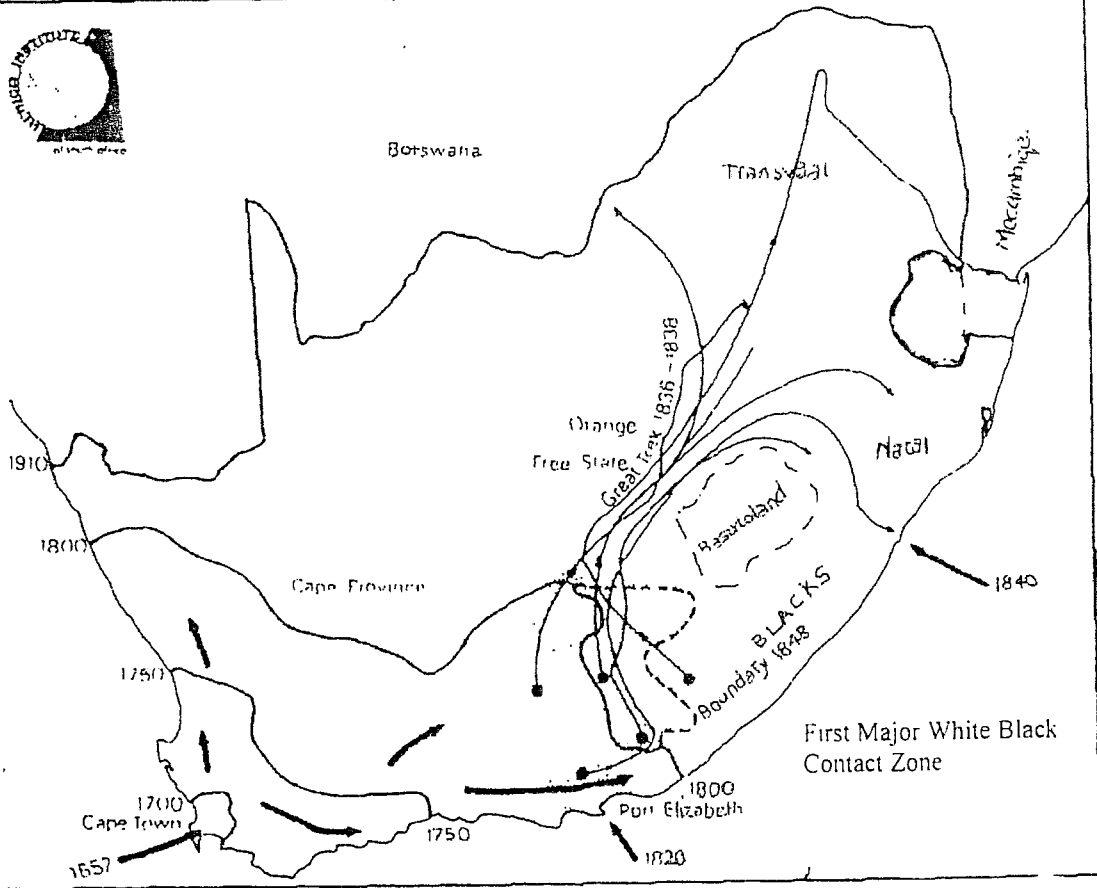 Botswana
Transvaal
Mocambique
Great Trek 1836 - 1838
Orange
Free State
Natal
Basutoland
1910
1800
Cape Province
1840
BLACKS
Boundary 1848
1750
First Major White Black
Contact Zone
1700
Cape Town
1800
Port Elizabeth
1750
1657
1820